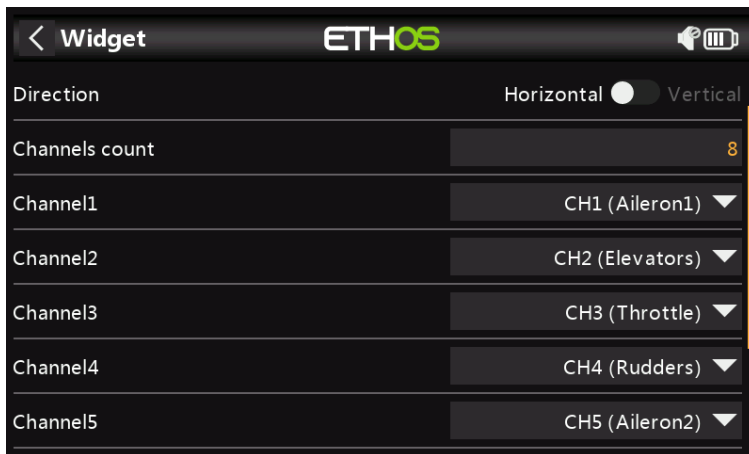 Widget ETHOS
Direction Horizontal Vertical
Channels count 8
Channel1 CH1 (Aileron1)
Channel2 CH2 (Elevators)
Channel3 CH3 (Throttle)
Channel4 CH4 (Rudders)
Channel5 CH5 (Aileron2)